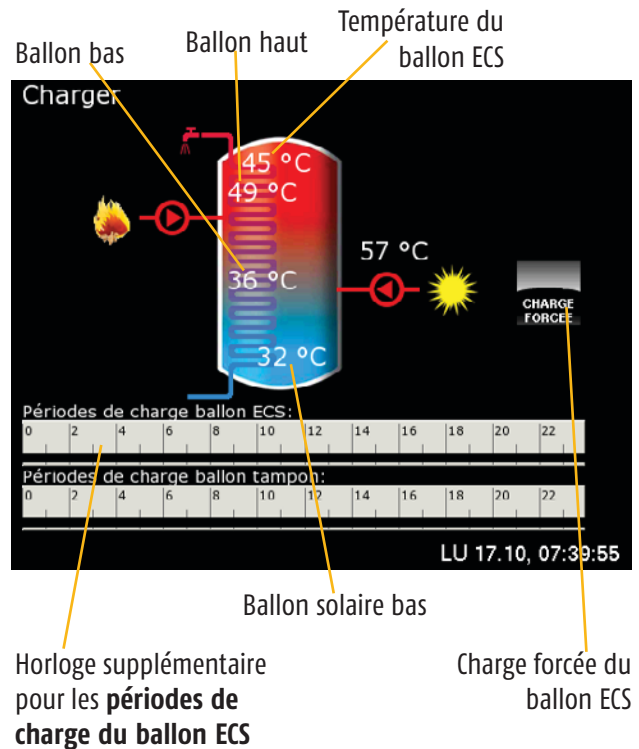 Température du
ballon ECS
Ballon haut
Ballon bas
Charger
45 °C
49 °C
57 °C
36 °C
CHARGE
FORCEE
32 °C
Périodes de charge ballon ECS:
0 2 4 6 8 10 12 14 16 18 20 22
Périodes de charge ballon tampon:
0 2 4 6 8 10 12 14 16 18 20 22
LU 17.10, 07:39:55
Ballon solaire bas
Horloge supplémentaire
pour les périodes de
charge du ballon ECS
Charge forcée du
ballon ECS